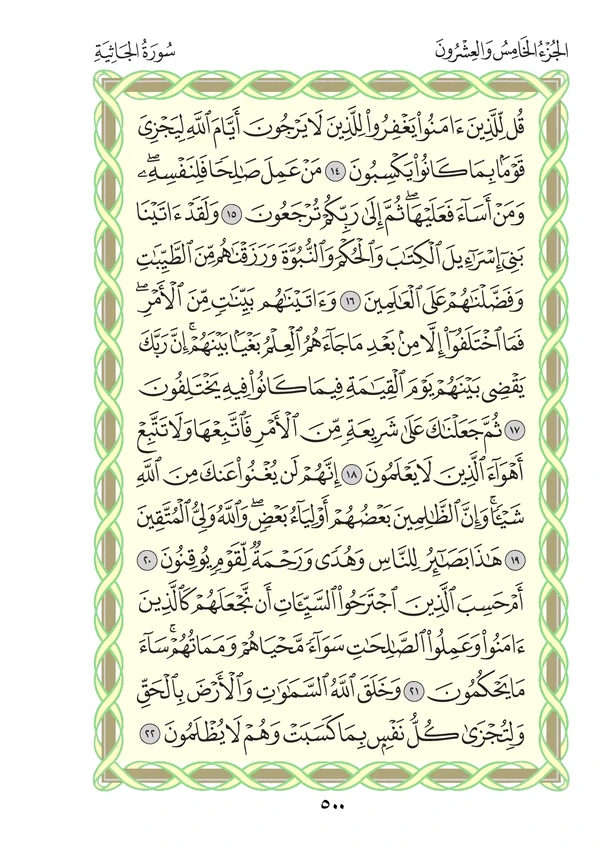 الجُزْءُ الخَامِسُ وَالعِشْرُونَ
سُورَةُ الجَاثِيَةِ
قُل لِّلَّذِينَ ءَامَنُواْ يَغْفِرُواْ لِلَّذِينَ لَا يَرْجُونَ أَيَّامَ ٱللَّهِ لِيَجْزِىَ
قَوْمَۢا بِمَا كَانُواْ يَكْسِبُونَ ١٤ مَنْ عَمِلَ صَٰلِحًا فَلِنَفْسِهِۦۖ
وَمَنْ أَسَآءَ فَعَلَيْهَاۖ ثُمَّ إِلَىٰ رَبِّكُمْ تُرْجَعُونَ ١٥ وَلَقَدْ ءَاتَيْنَا
بَنِىٓ إِسْرَٰٓءِيلَ ٱلْكِتَٰبَ وَٱلْحُكْمَ وَٱلنُّبُوَّةَ وَرَزَقْنَٰهُم مِّنَ ٱلطَّيِّبَٰتِ
وَفَضَّلْنَٰهُمْ عَلَى ٱلْعَٰلَمِينَ ١٦ وَءَاتَيْنَٰهُم بَيِّنَٰتٍ مِّنَ ٱلْأَمْرِۖ
فَمَا ٱخْتَلَفُوٓاْ إِلَّا مِنۢ بَعْدِ مَا جَآءَهُمُ ٱلْعِلْمُ بَغْيَۢا بَيْنَهُمْۚ إِنَّ رَبَّكَ
يَقْضِى بَيْنَهُمْ يَوْمَ ٱلْقِيَٰمَةِ فِيمَا كَانُواْ فِيهِ يَخْتَلِفُونَ
١٧ ثُمَّ جَعَلْنَٰكَ عَلَىٰ شَرِيعَةٍ مِّنَ ٱلْأَمْرِ فَٱتَّبِعْهَا وَلَا تَتَّبِعْ
أَهْوَآءَ ٱلَّذِينَ لَا يَعْلَمُونَ ١٨ إِنَّهُمْ لَن يُغْنُواْ عَنكَ مِنَ ٱللَّهِ
شَيْـًٔاۚ وَإِنَّ ٱلظَّٰلِمِينَ بَعْضُهُمْ أَوْلِيَآءُ بَعْضٍۖ وَٱللَّهُ وَلِىُّ ٱلْمُتَّقِينَ
١٩ هَٰذَا بَصَٰٓئِرُ لِلنَّاسِ وَهُدًى وَرَحْمَةٌ لِّقَوْمٍ يُوقِنُونَ ٢٠
أَمْ حَسِبَ ٱلَّذِينَ ٱجْتَرَحُواْ ٱلسَّيِّـَٔاتِ أَن نَّجْعَلَهُمْ كَٱلَّذِينَ
ءَامَنُواْ وَعَمِلُواْ ٱلصَّٰلِحَٰتِ سَوَآءً مَّحْيَاهُمْ وَمَمَاتُهُمْۚ سَآءَ
مَا يَحْكُمُونَ ٢١ وَخَلَقَ ٱللَّهُ ٱلسَّمَٰوَٰتِ وَٱلْأَرْضَ بِٱلْحَقِّ
وَلِتُجْزَىٰ كُلُّ نَفْسٍۭ بِمَا كَسَبَتْ وَهُمْ لَا يُظْلَمُونَ ٢٢
٥٠٠